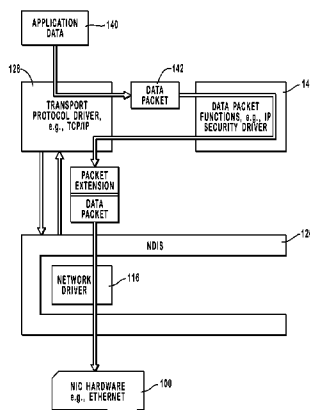 APPLICATION
DATA
140
128
142
DATA
PACKET
TRANSPORT
PROTOCOL DRIVER,
e.g., TCP/IP
DATA PACKET
FUNCTIONS, e.g., IP
SECURITY DRIVER
PACKET
EXTENSION
DATA
PACKET
NDIS
NETWORK
DRIVER
116
NIC HARDWARE
e.g., ETHERNET
100